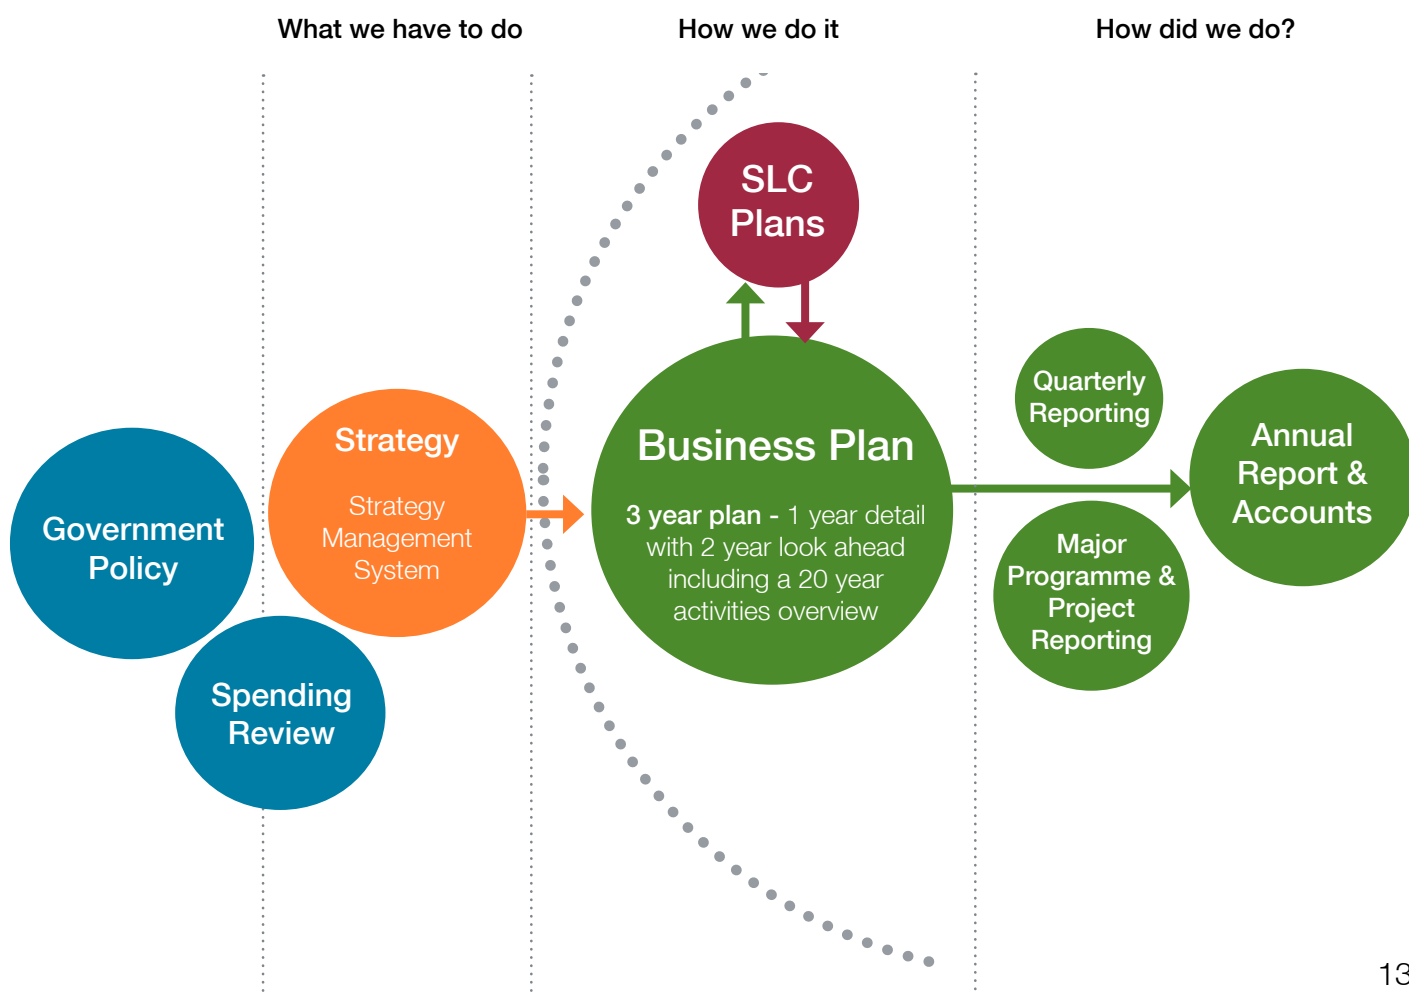 What we have to do
How we do it
How did we do?
SLC
Plans
Government
Policy
Spending
Review
Strategy
Strategy
Management
System
Business Plan
3 year plan - 1 year detail
with 2 year look ahead
including a 20 year
activities overview
Quarterly
Reporting
Major
Programme &
Project
Reporting
Annual
Report &
Accounts
13